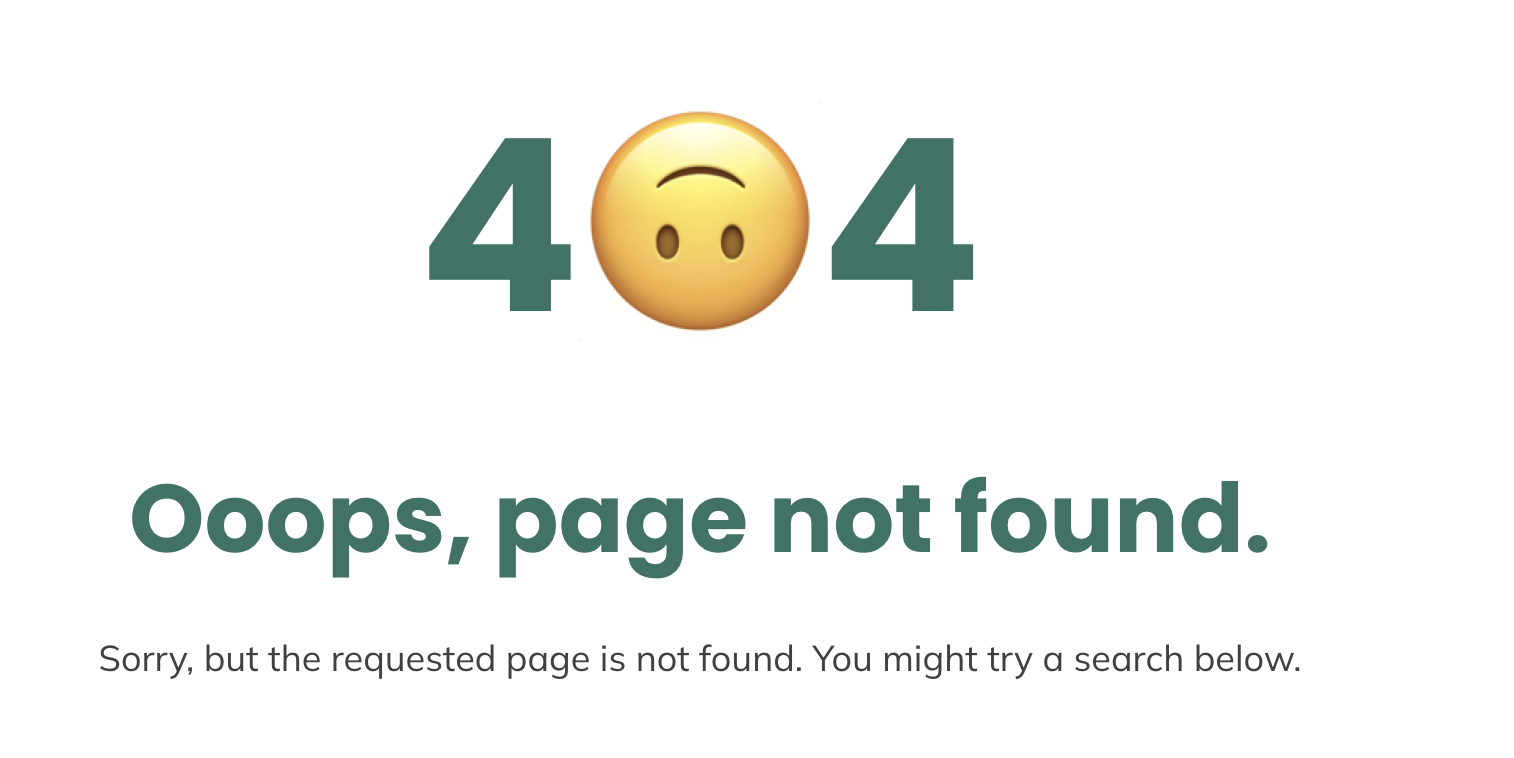 4🙃4
Ooops, page not found.
Sorry, but the requested page is not found. You might try a search below.